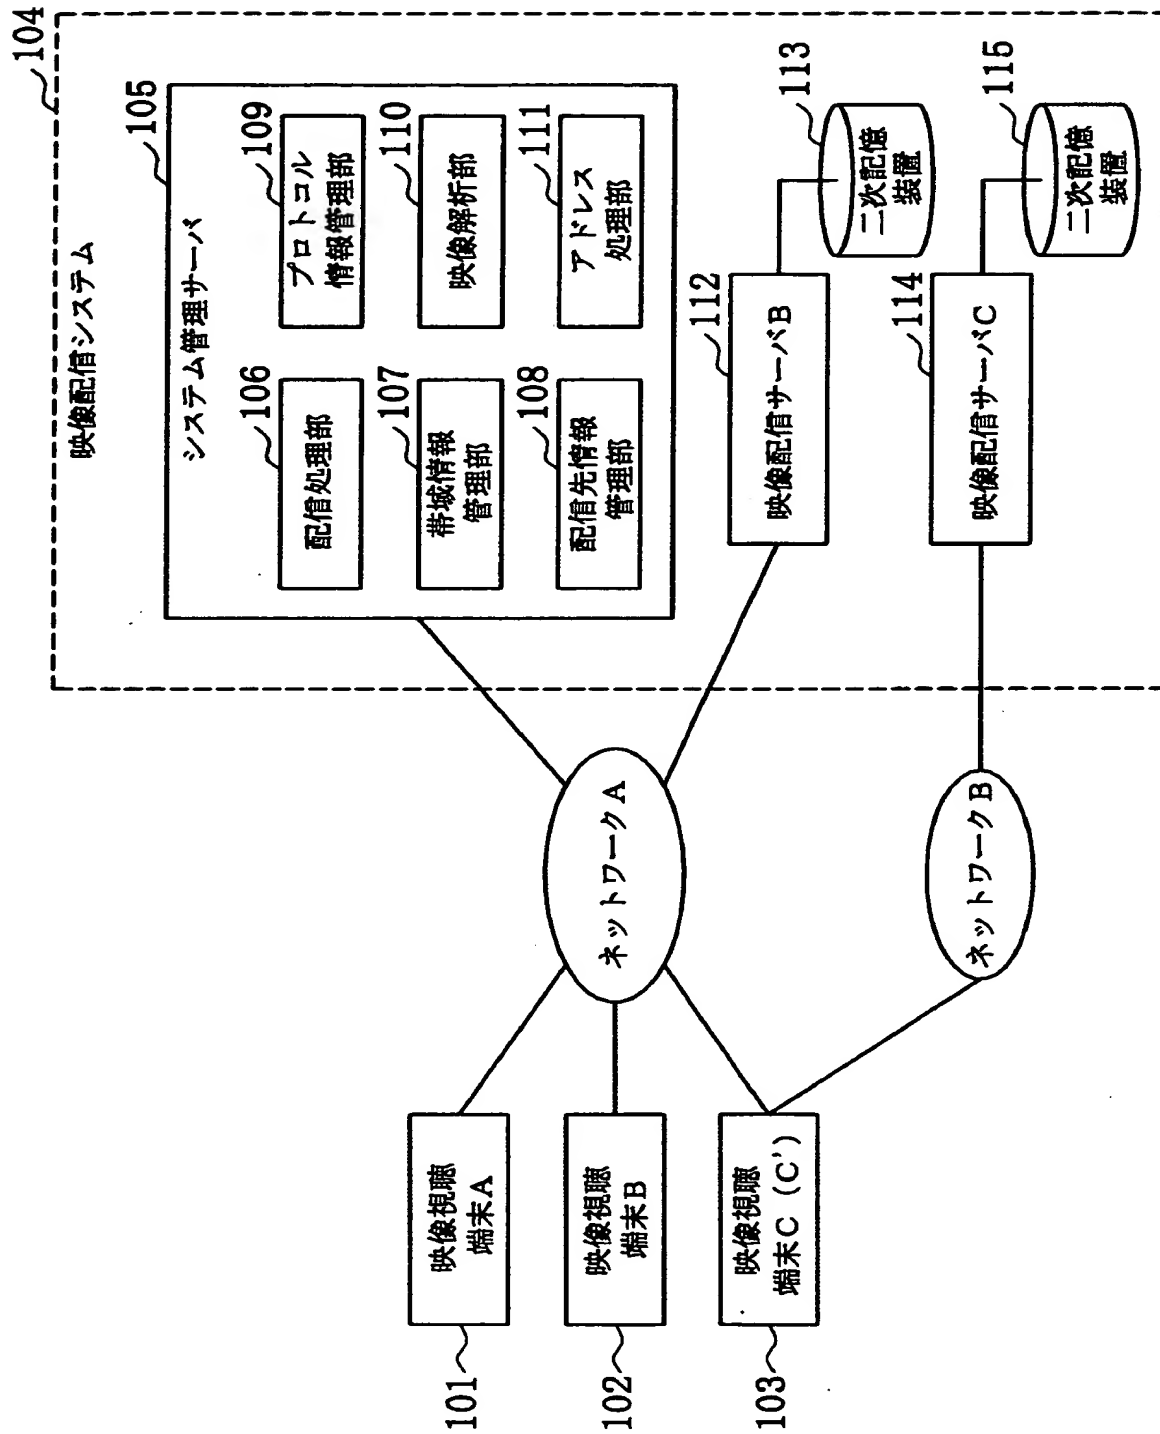 104
映像配信システム
105
システム管理サーバ
106
配信処理部
109
プロトコル
情報管理部
107
帯域情報
管理部
110
映像解析部
108
配信先情報
管理部
111
アドレス
処理部
112
映像配信サーバB
113
二次記憶
装置
114
映像配信サーバC
115
二次記憶
装置
ネットワークA
ネットワークB
映像視聴
端末A
101
映像視聴
端末B
102
映像視聴
端末C(C')
103